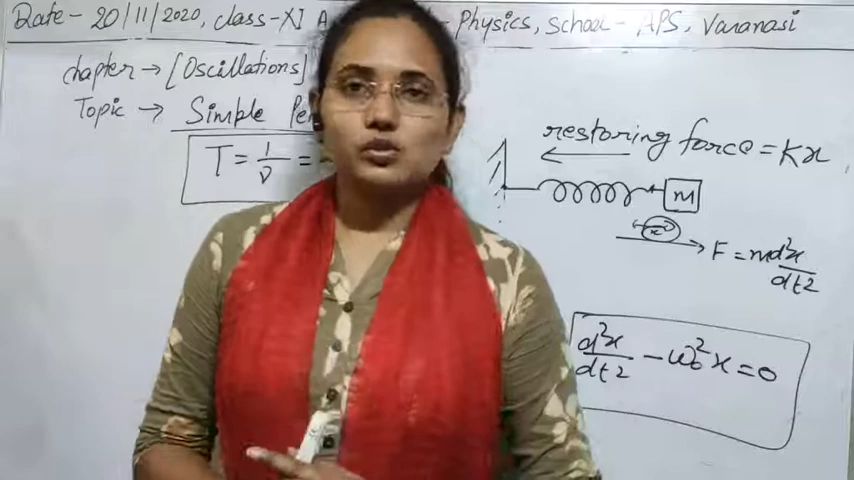 Date - 20/11/2020, class-XI A - Physics, School - APS, Varanasi
chapter → [Oscillations]
Topic → Simple Pe
T = 1/ν =
restoring force = Kx
m
x
F = md²x/dt²
d²x/dt² - ω₀²x = 0